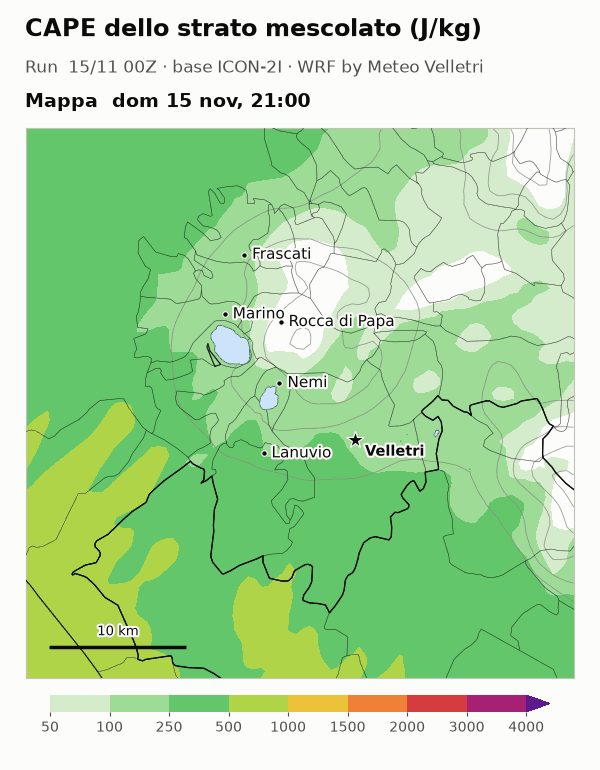 CAPE dello strato mescolato (J/kg)
Run  15/11 00Z · base ICON-2I · WRF by Meteo Velletri
Mappa  dom 15 nov, 21:00
Frascati
Marino
Rocca di Papa
Nemi
Lanuvio
Velletri
10 km
50 100 250 500 1000 1500 2000 3000 4000